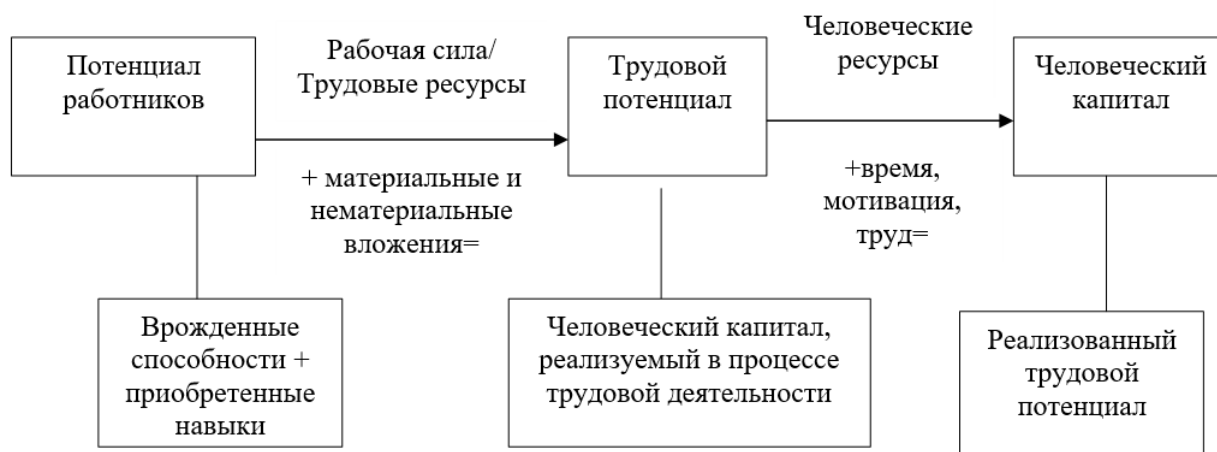 Потенциал
работников
Рабочая сила/
Трудовые ресурсы
+ материальные и
нематериальные
вложения=
Трудовой
потенциал
Человеческие
ресурсы
+время,
мотивация,
труд=
Человеческий
капитал
Врожденные
способности +
приобретенные
навыки
Человеческий капитал,
реализуемый в процессе
трудовой деятельности
Реализованный
трудовой
потенциал